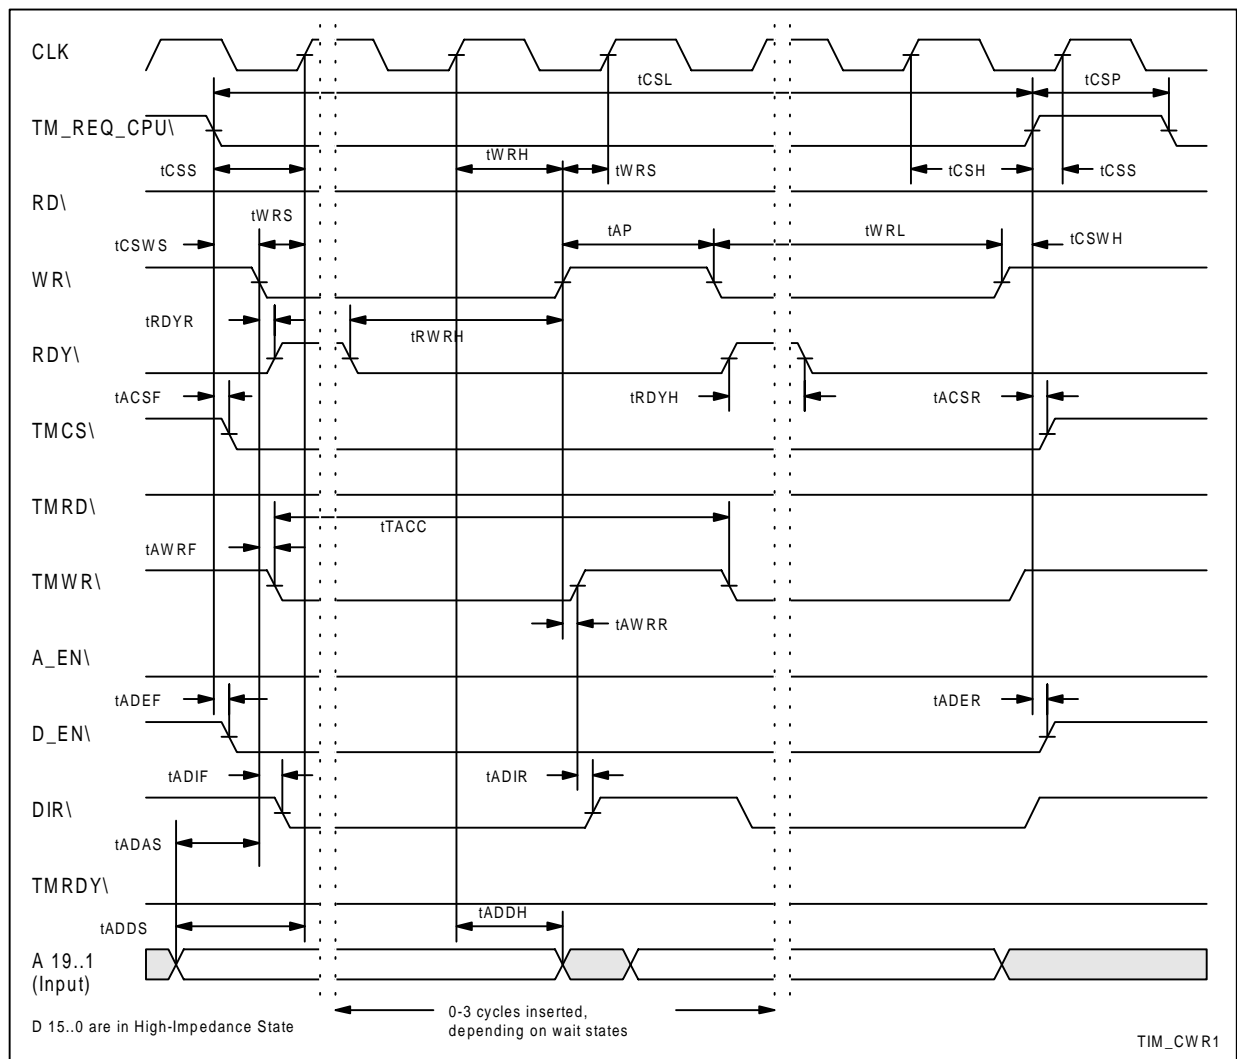 CLK
tCSL
tCSP
TM_REQ_CPU\
tCSS
tWRH
tWRS
tCSH
tCSS
RD\
tWRS
tCSWS
tAP
tWRL
tCSWH
WR\
tRDYR
tRWRH
RDY\
tACSF
tRDYH
tACSR
TMCS\
TMRD\
tTACC
tAWRF
TMWR\
tAWRR
A_EN\
tADEF
tADER
D_EN\
tADIF
tADIR
DIR\
tADAS
TMRDY\
tADDS
tADDH
A 19..1
(Input)
0-3 cycles inserted,
depending on wait states
D 15..0 are in High-Impedance State
TIM_CWR1